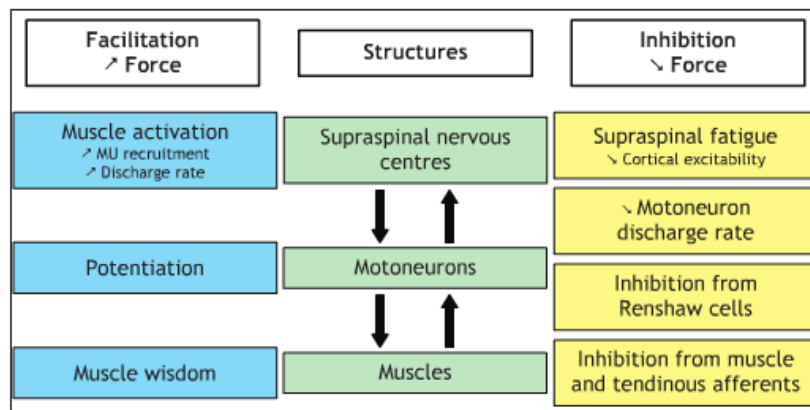 Facilitation
↗ Force
Structures
Inhibition
↘ Force
Muscle activation
↗ MU recruitment
↗ Discharge rate
Supraspinal nervous
centres
Supraspinal fatigue
↘ Cortical excitability
↘ Motoneuron
discharge rate
Potentiation
Motoneurons
Inhibition from
Renshaw cells
Muscle wisdom
Muscles
Inhibition from muscle
and tendinous afferents